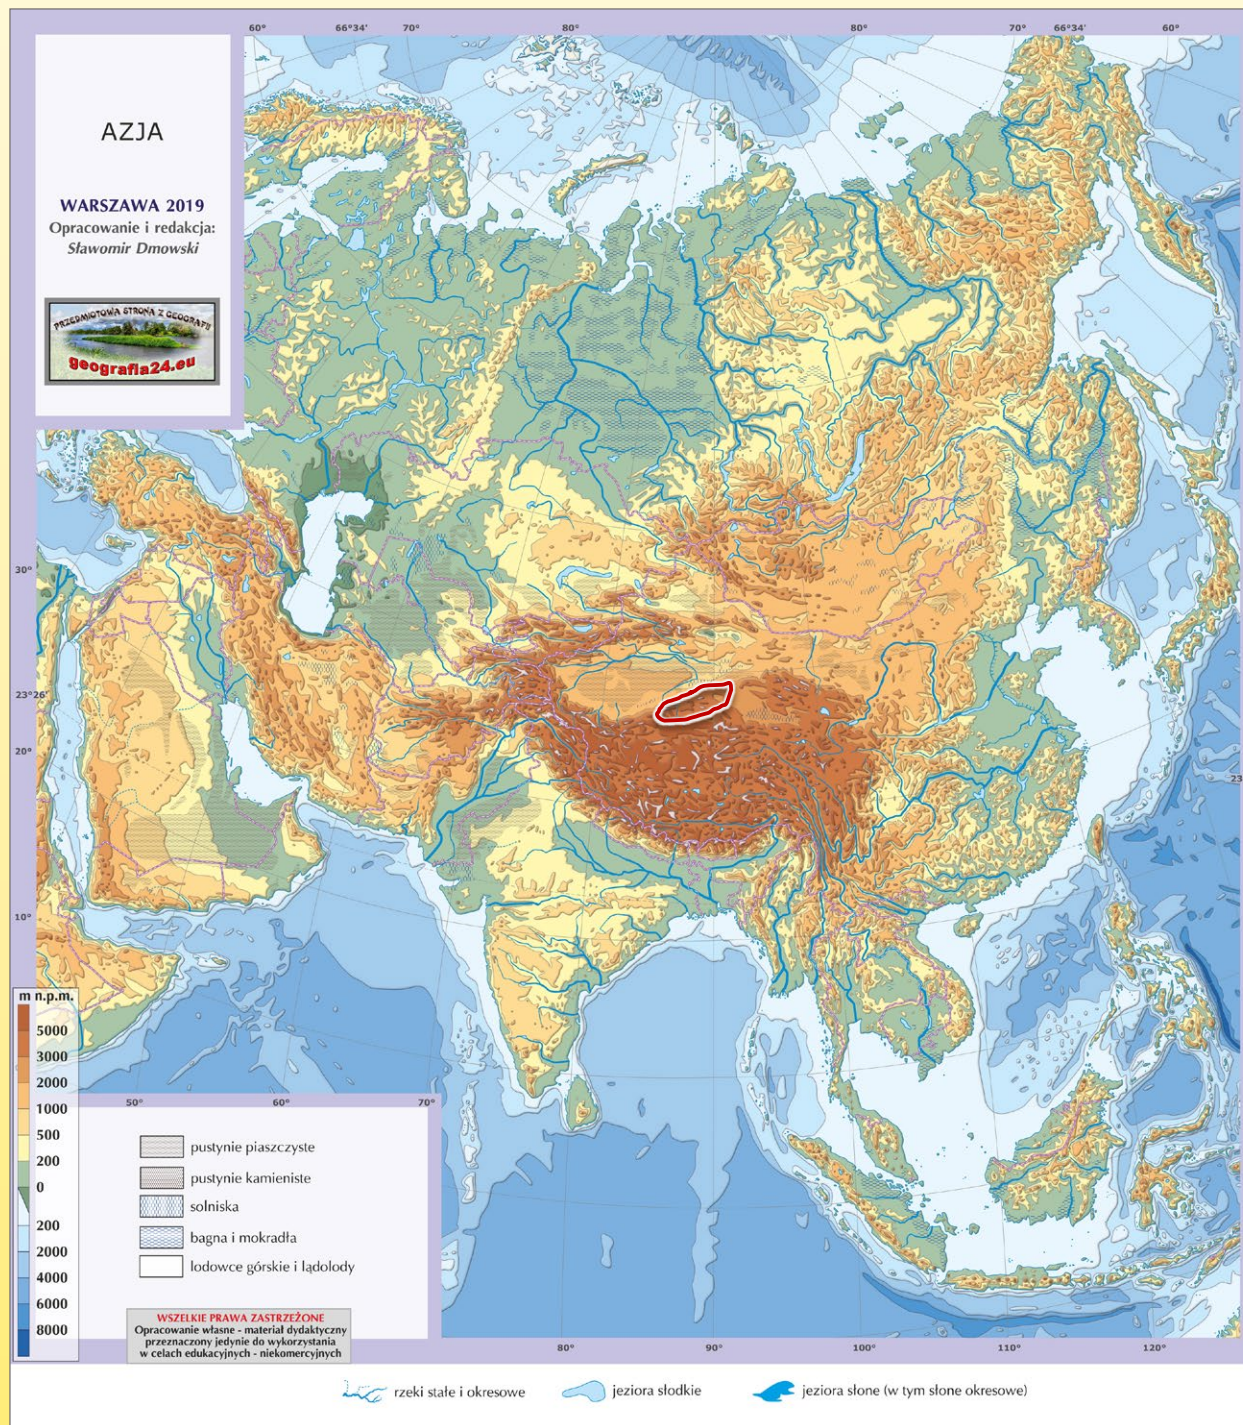 60° 66°34' 70° 80° 80° 70° 66°34' 60°
AZJA
WARSZAWA 2019
Opracowanie i redakcja:
Sławomir Dmowski
PRZEDMIOTOWA STRONA Z GEOGRAFII
geografia24.eu
30°
23°26'
20°
23
10°
m n.p.m.
5000
3000
2000
1000
500
200
0
200
2000
4000
6000
8000
50° 60° 70°
pustynie piaszczyste
pustynie kamieniste
solniska
bagna i mokradła
lodowce górskie i lądolody
WSZELKIE PRAWA ZASTRZEŻONE
Opracowanie własne - materiał dydaktyczny
przeznaczony jedynie do wykorzystania
w celach edukacyjnych - niekomercyjnych
80° 90° 100° 110° 120°
rzeki stałe i okresowe
jeziora słodkie
jeziora słone (w tym słone okresowe)